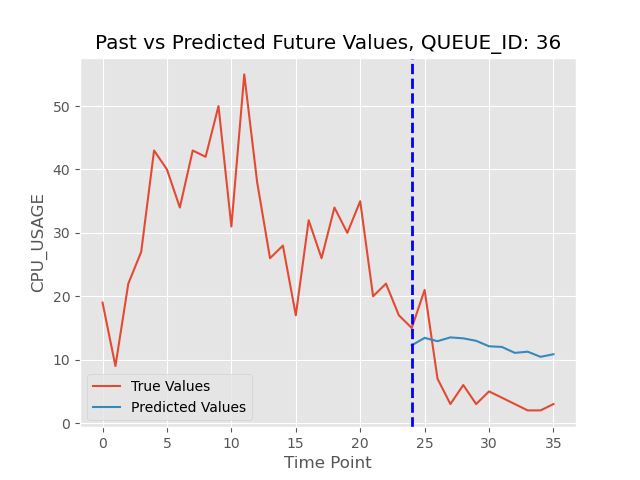 Past vs Predicted Future Values, QUEUE_ID: 36
CPU_USAGE
50
40
30
20
10
0
True Values
Predicted Values
0 5 10 15 20 25 30 35
Time Point